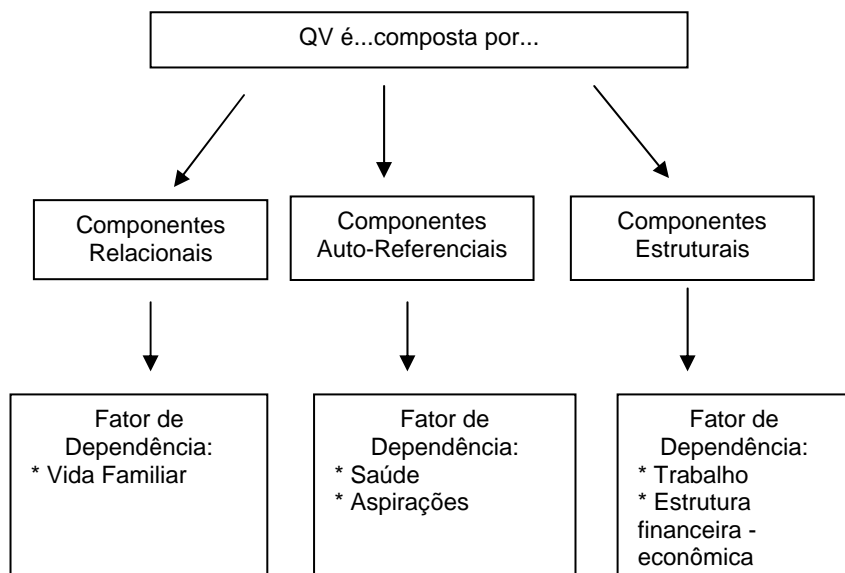 QV é...composta por...
Componentes
Relacionais
Componentes
Auto-Referenciais
Componentes
Estruturais
Fator de
Dependência:
* Vida Familiar
Fator de
Dependência:
* Saúde
* Aspirações
Fator de
Dependência:
* Trabalho
* Estrutura
financeira -
econômica